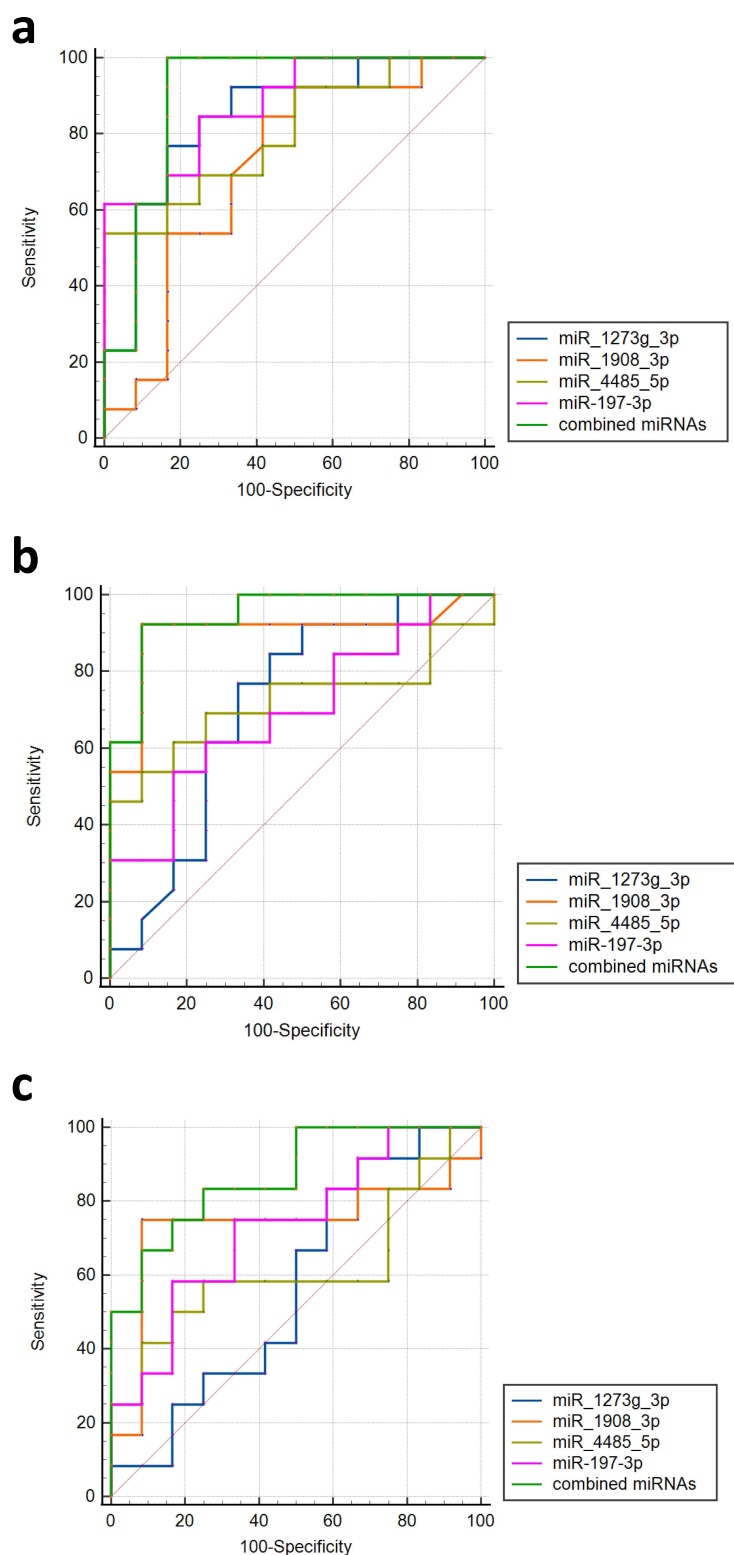 a
100
80
60
40
20
0
Sensitivity
0 20 40 60 80 100
100-Specificity
miR_1273g_3p
miR_1908_3p
miR_4485_5p
miR-197-3p
combined miRNAs
b
100
80
60
40
20
0
Sensitivity
0 20 40 60 80 100
100-Specificity
miR_1273g_3p
miR_1908_3p
miR_4485_5p
miR-197-3p
combined miRNAs
c
100
80
60
40
20
0
Sensitivity
0 20 40 60 80 100
100-Specificity
miR_1273g_3p
miR_1908_3p
miR_4485_5p
miR-197-3p
combined miRNAs